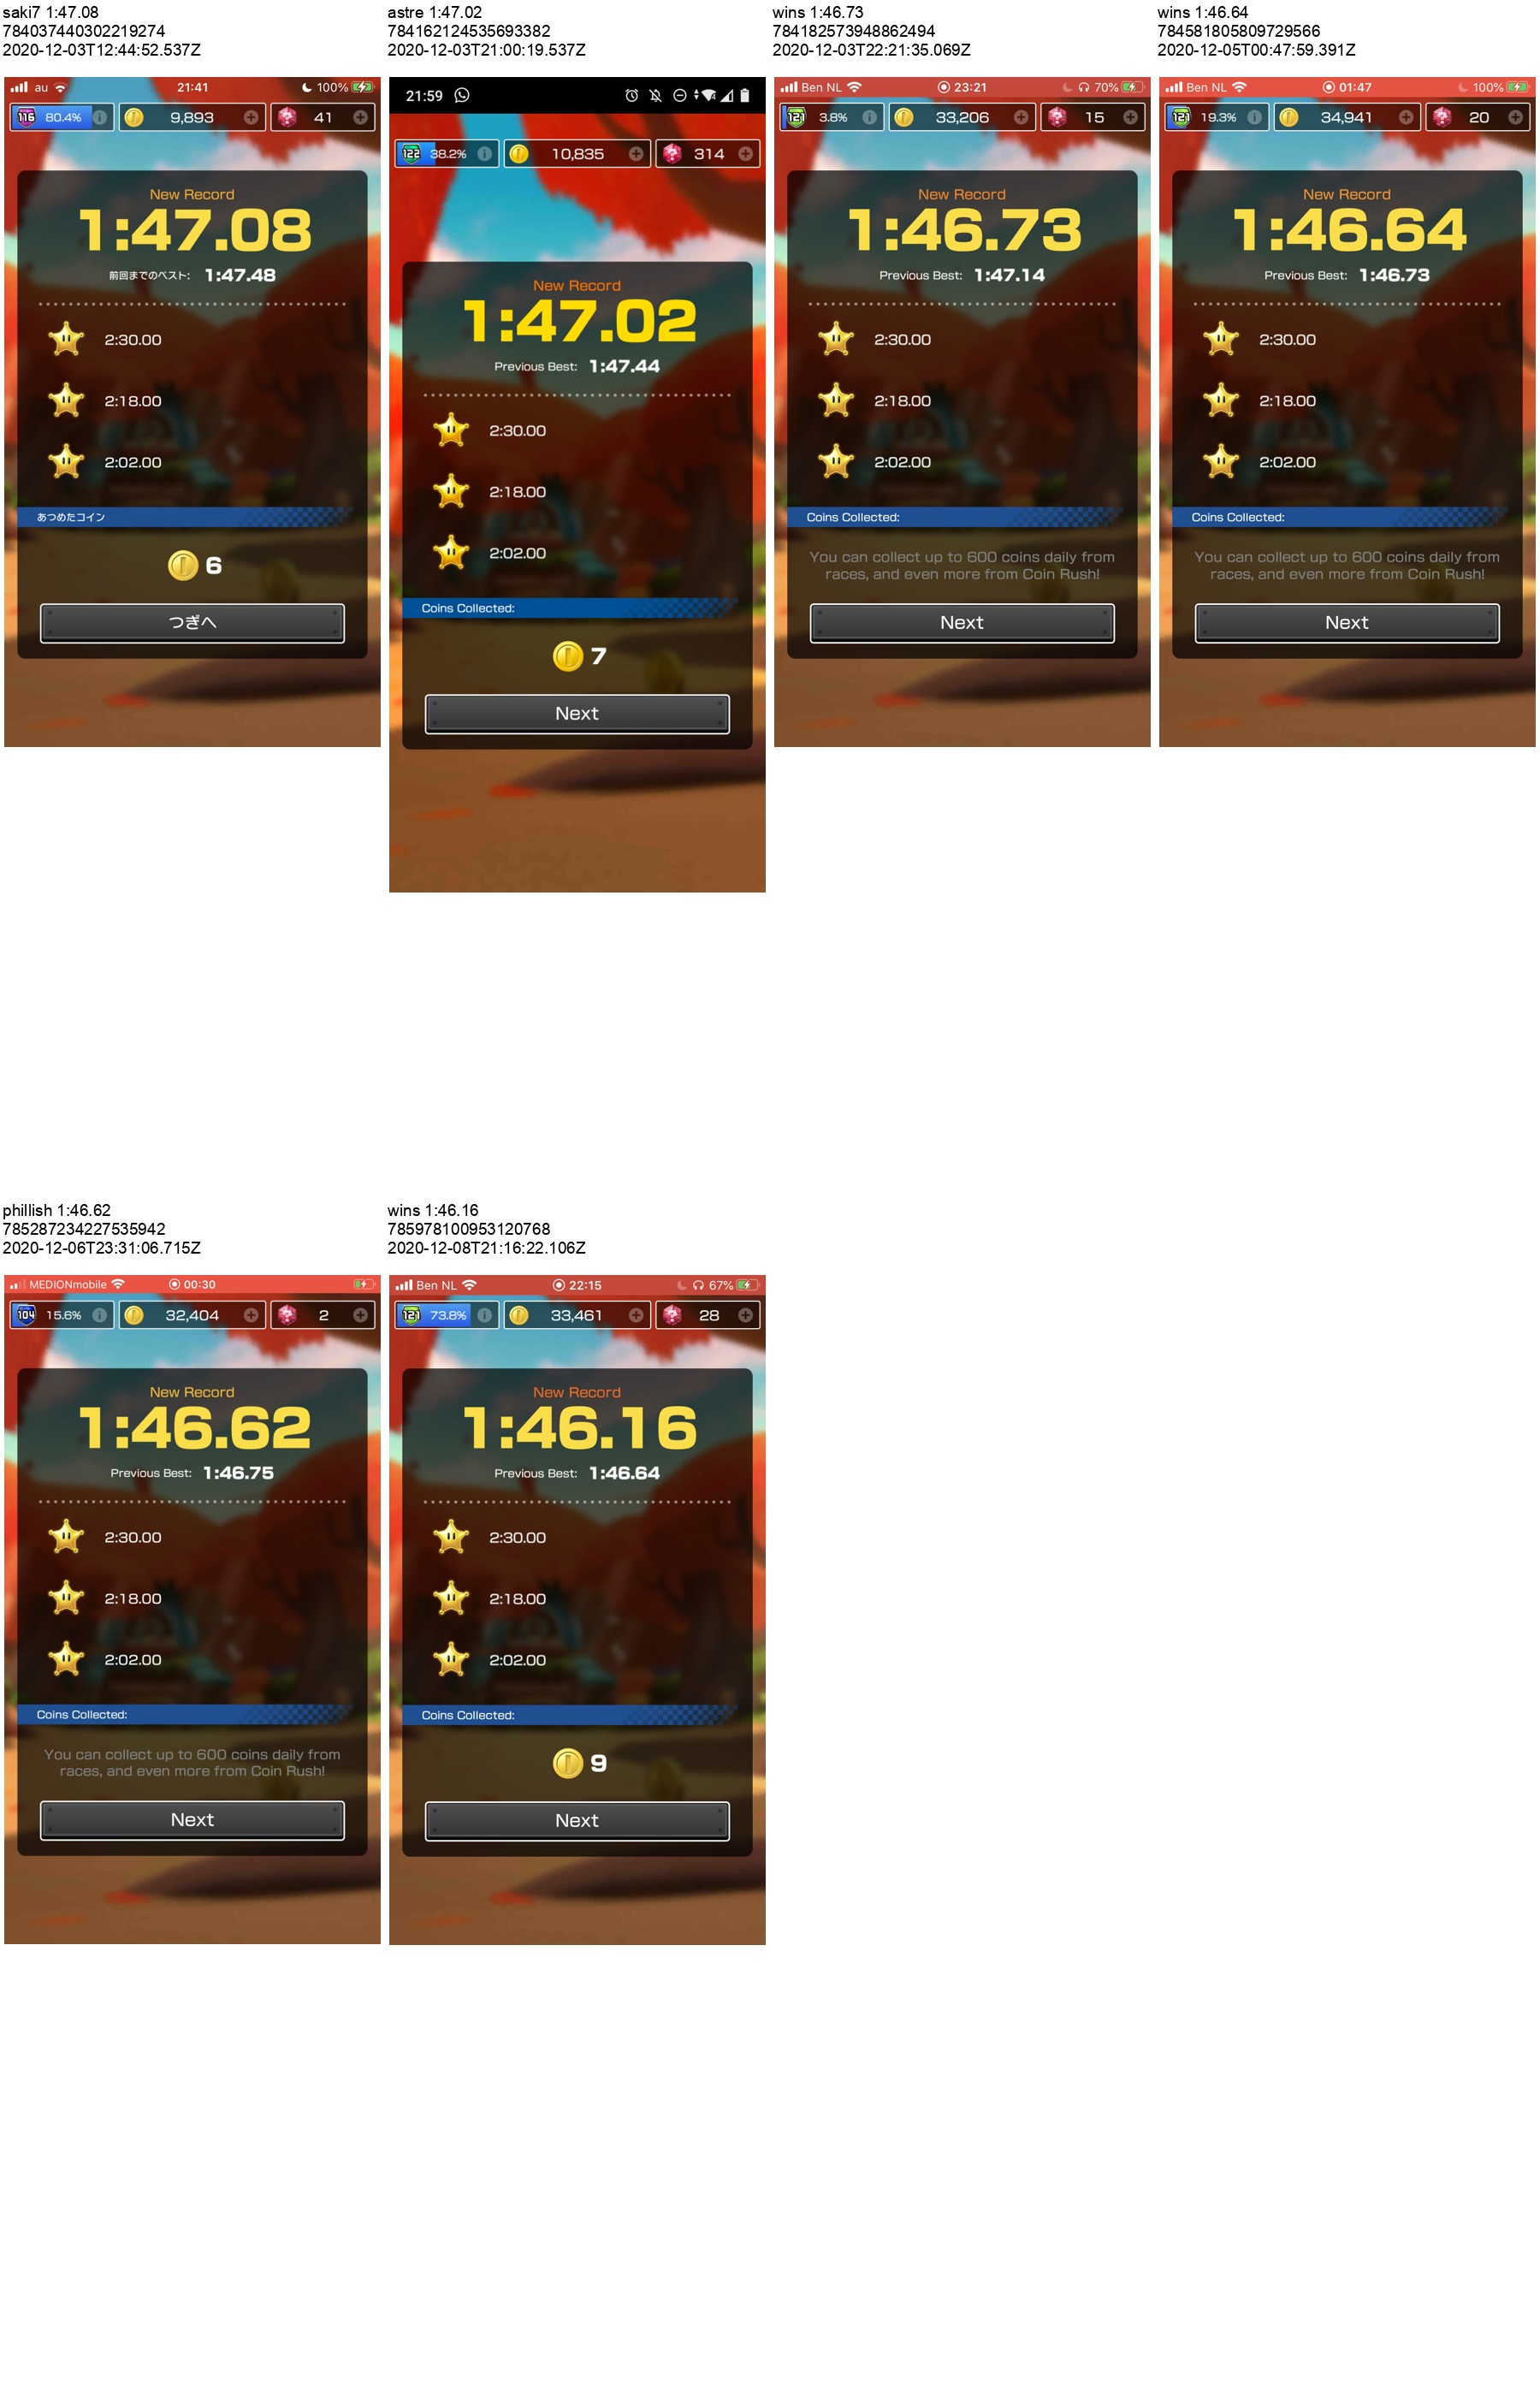 saki7 1:47.08
784037440302219274
2020-12-03T12:44:52.537Z
au 21:41 100%
116 80.4% 9,893 41
New Record
1:47.08
前回までのベスト: 1:47.48
2:30.00
2:18.00
2:02.00
あつめたコイン
6
つぎへ
astre 1:47.02
784162124535693382
2020-12-03T21:00:19.537Z
21:59
122 38.2% 10,835 314
New Record
1:47.02
Previous Best: 1:47.44
2:30.00
2:18.00
2:02.00
Coins Collected:
7
Next
wins 1:46.73
784182573948862494
2020-12-03T22:21:35.069Z
Ben NL 23:21 70%
121 3.8% 33,206 15
New Record
1:46.73
Previous Best: 1:47.14
2:30.00
2:18.00
2:02.00
Coins Collected:
You can collect up to 600 coins daily from
races, and even more from Coin Rush!
Next
wins 1:46.64
784581805809729566
2020-12-05T00:47:59.391Z
Ben NL 01:47 100%
121 19.3% 34,941 20
New Record
1:46.64
Previous Best: 1:46.73
2:30.00
2:18.00
2:02.00
Coins Collected:
You can collect up to 600 coins daily from
races, and even more from Coin Rush!
Next
phillish 1:46.62
785287234227535942
2020-12-06T23:31:06.715Z
MEDIONmobile 00:30
104 15.6% 32,404 2
New Record
1:46.62
Previous Best: 1:46.75
2:30.00
2:18.00
2:02.00
Coins Collected:
You can collect up to 600 coins daily from
races, and even more from Coin Rush!
Next
wins 1:46.16
785978100953120768
2020-12-08T21:16:22.106Z
Ben NL 22:15 67%
121 73.8% 33,461 28
New Record
1:46.16
Previous Best: 1:46.64
2:30.00
2:18.00
2:02.00
Coins Collected:
9
Next